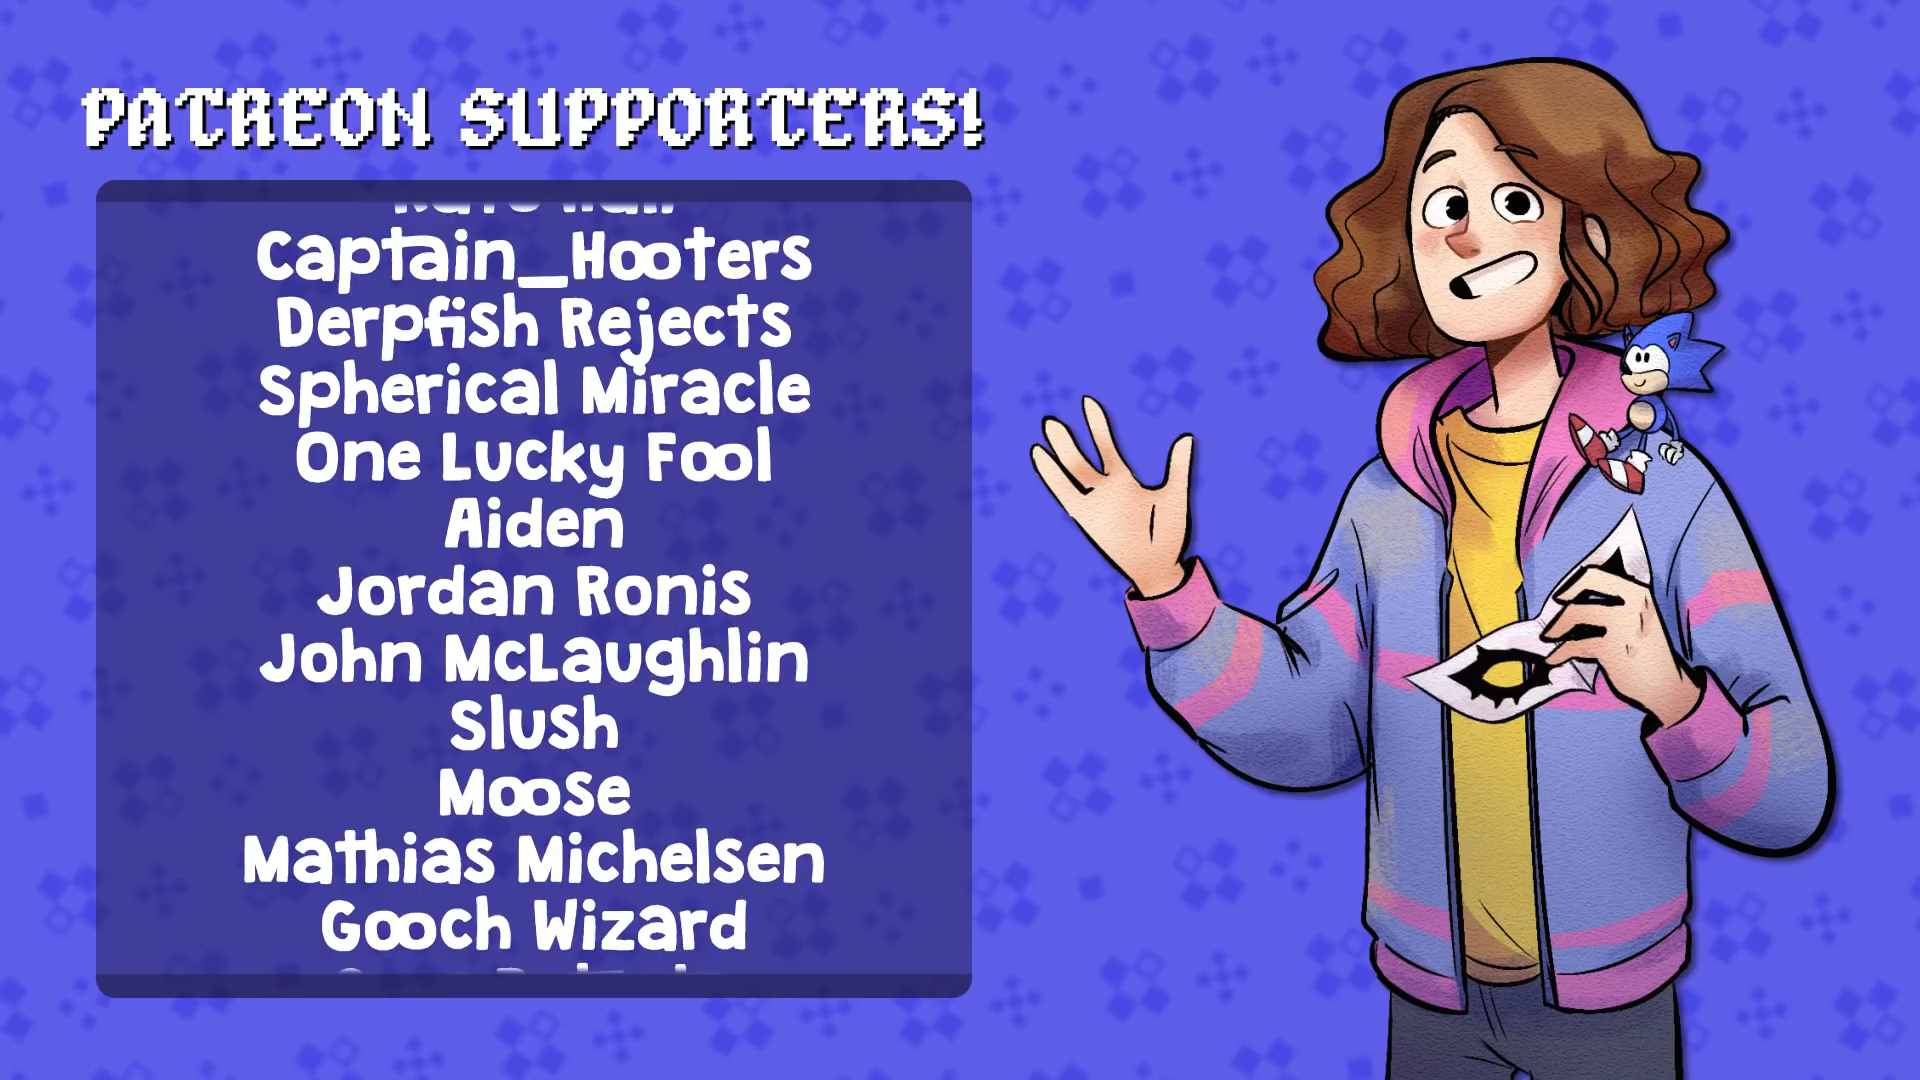 PATREON SUPPORTERS!
Captain_Hooters
Derpfish Rejects
Spherical Miracle
One Lucky Fool
Aiden
Jordan Ronis
John McLaughlin
Slush
Moose
Mathias Michelsen
Gooch Wizard